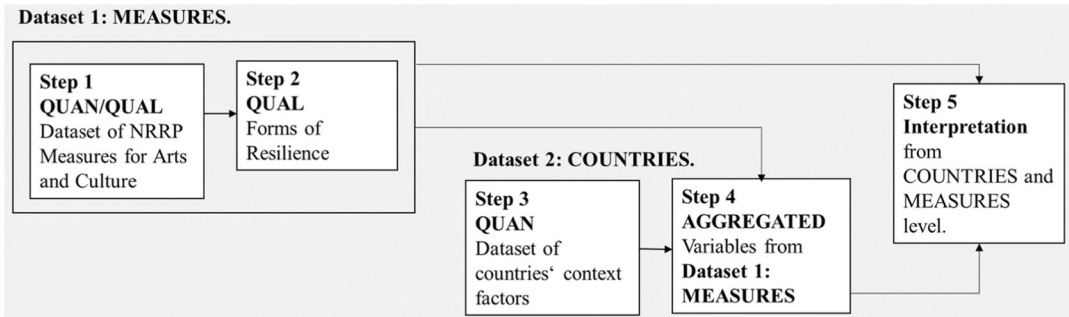 Dataset 1: MEASURES.
Step 1
QUAN/QUAL
Dataset of NRRP
Measures for Arts
and Culture
Step 2
QUAL
Forms of
Resilience
Dataset 2: COUNTRIES.
Step 3
QUAN
Dataset of
countries‘ context
factors
Step 4
AGGREGATED
Variables from
Dataset 1:
MEASURES
Step 5
Interpretation
from
COUNTRIES and
MEASURES
level.